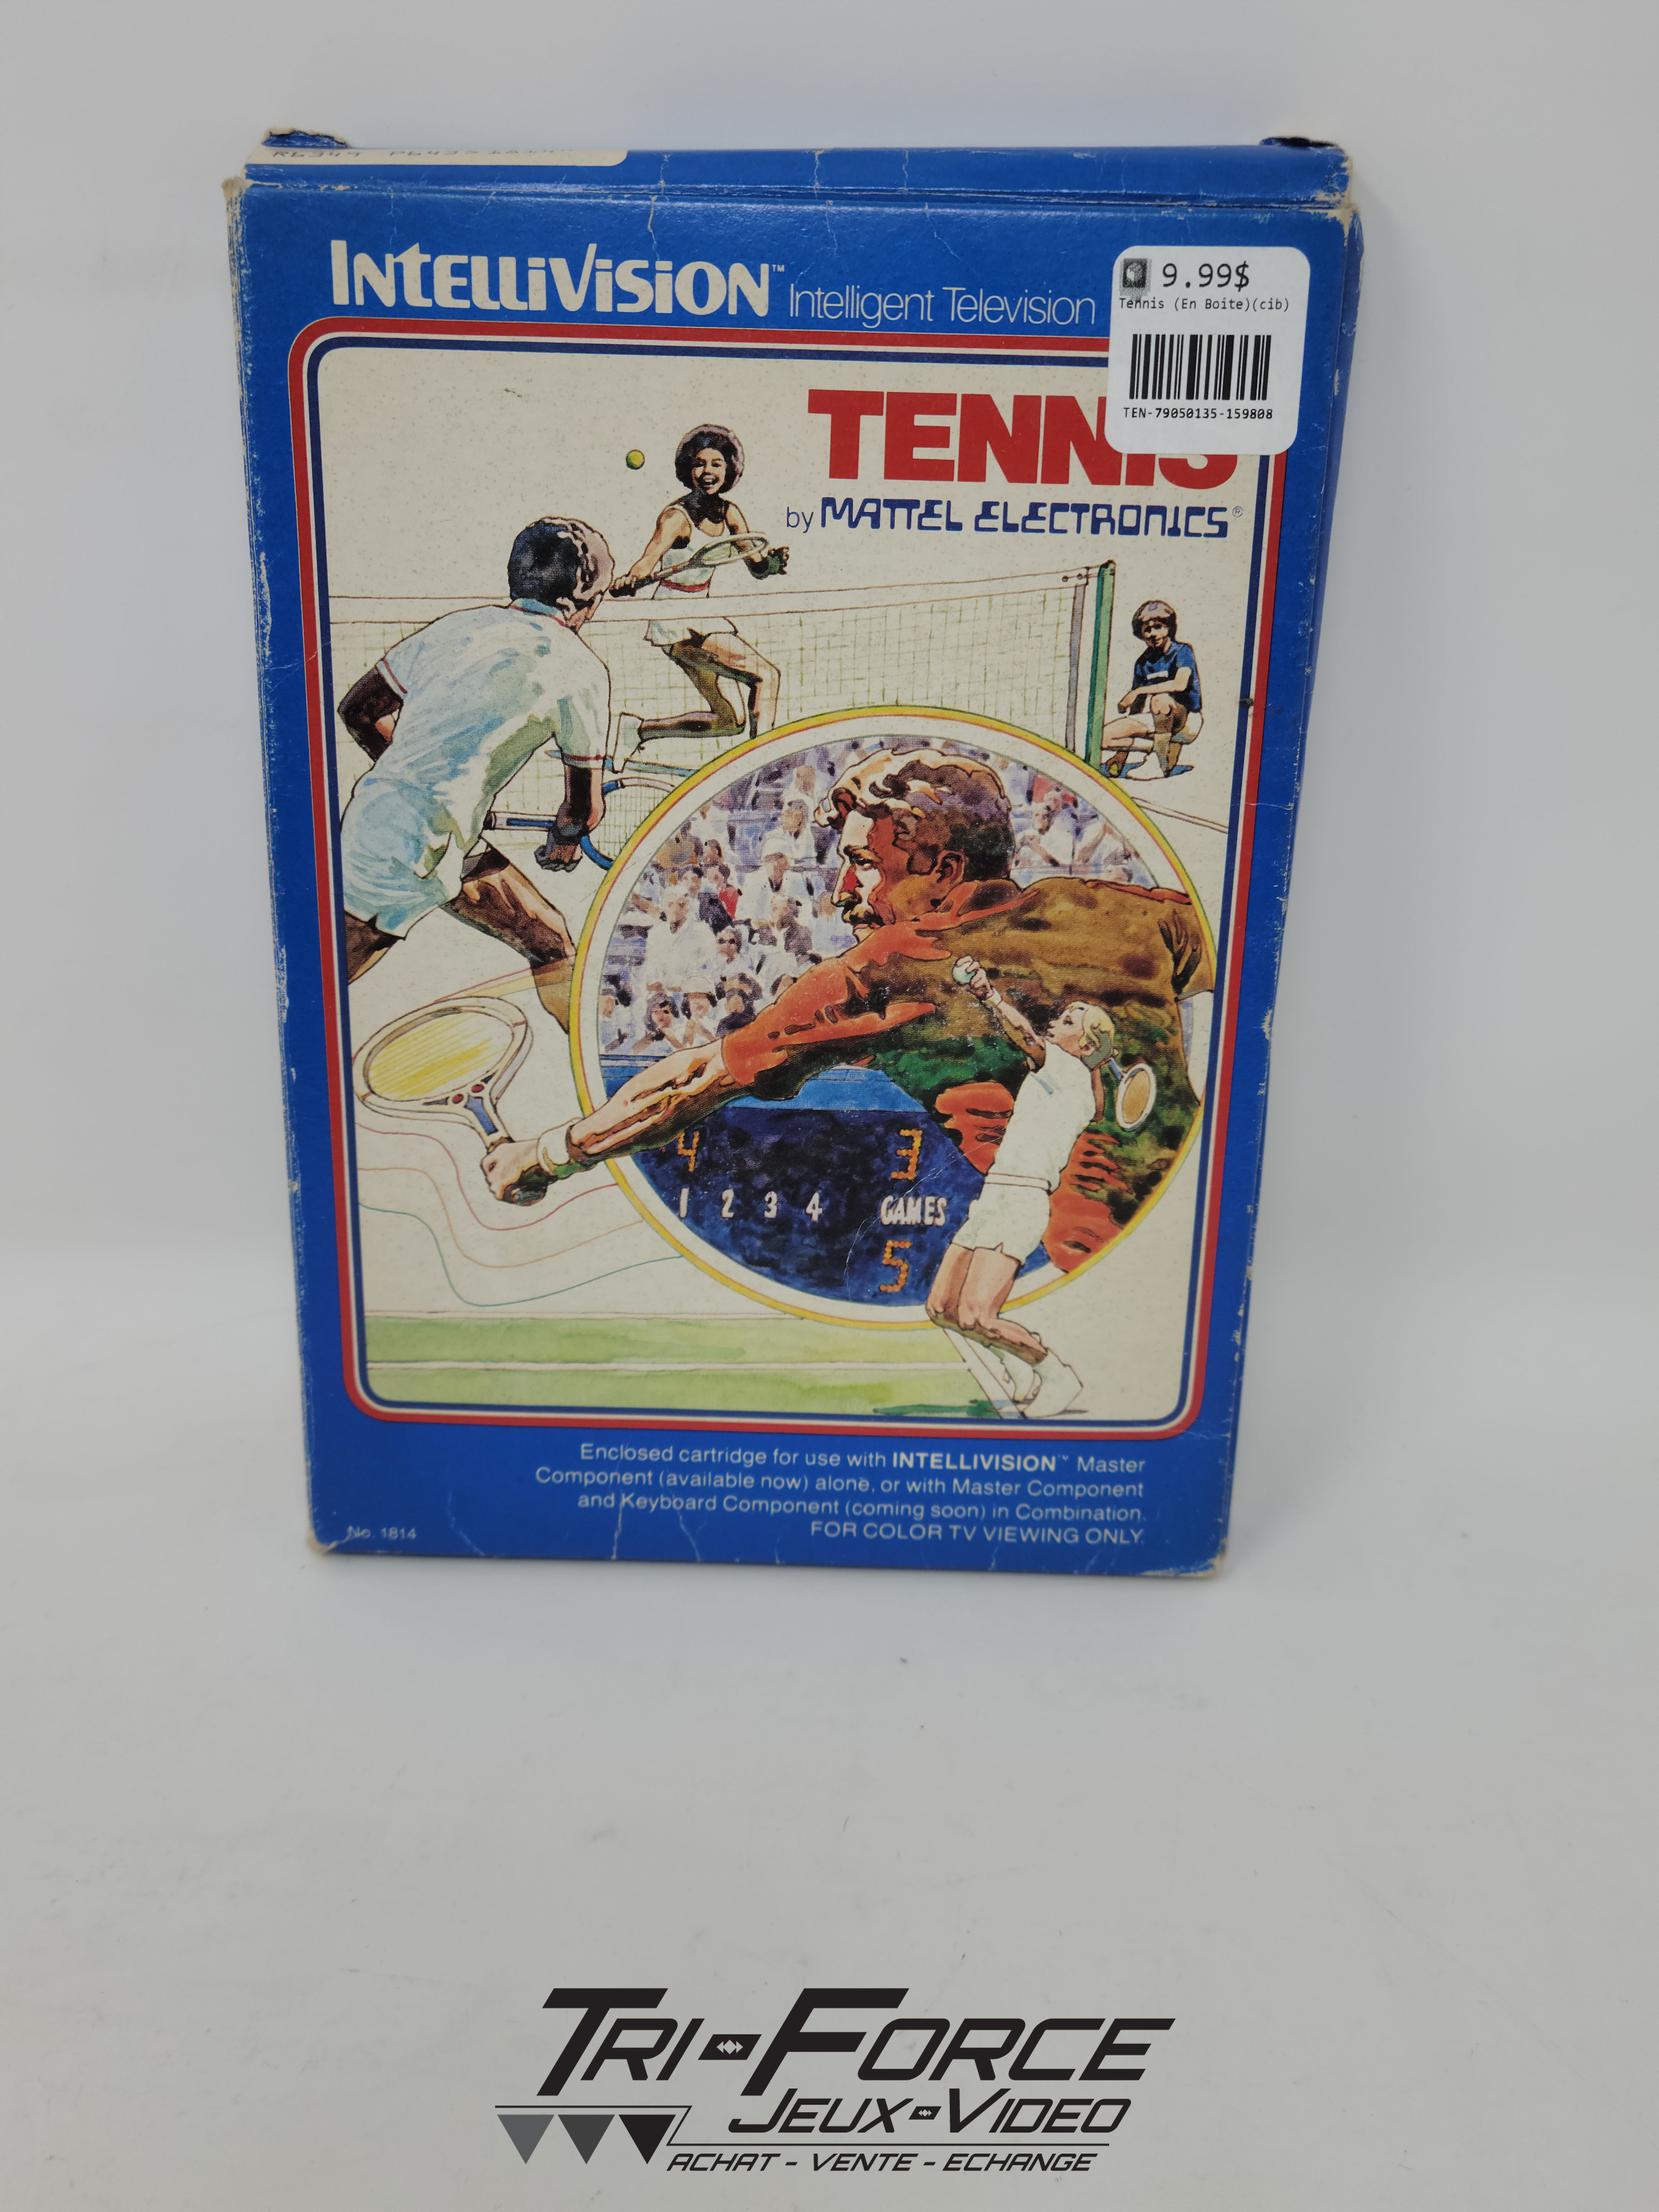 INTELLIVISION™ Intelligent Television
9.99$
Tennis (En Boite)(cib)
TEN-79050135-159808
TENNIS
by MATTEL ELECTRONICS®
4 3
1 2 3 4 GAMES
5
Enclosed cartridge for use with INTELLIVISION™ Master
Component (available now) alone, or with Master Component
and Keyboard Component (coming soon) in Combination.
FOR COLOR TV VIEWING ONLY.
No. 1814
TRI-FORCE
JEUX-VIDEO
ACHAT - VENTE - ECHANGE